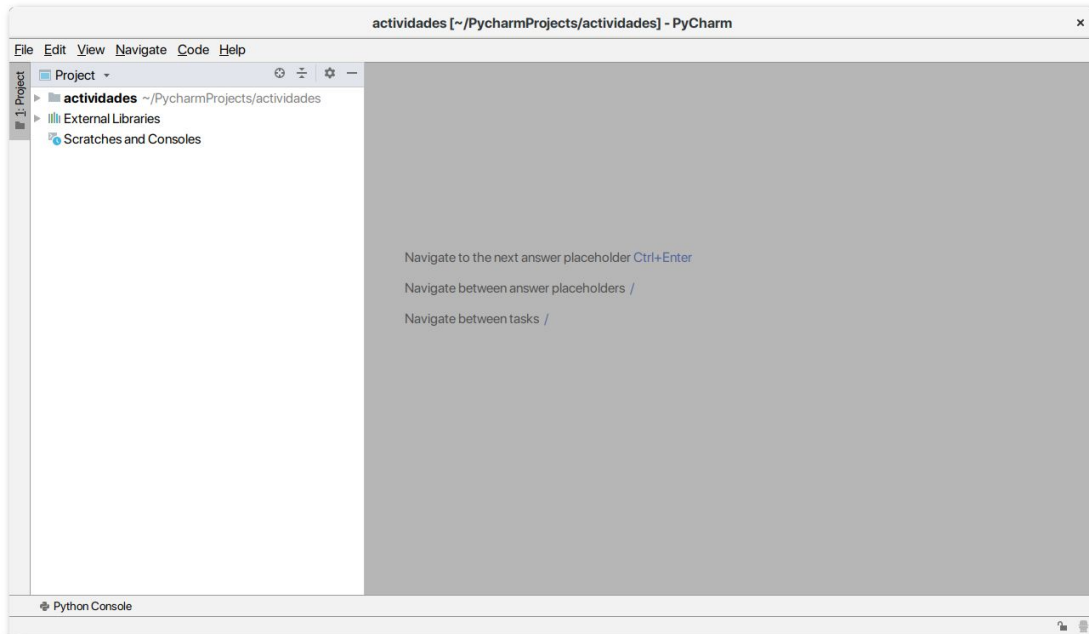 actividades [~/PycharmProjects/actividades] - PyCharm
File Edit View Navigate Code Help
1: Project
Project
actividades ~/PycharmProjects/actividades
External Libraries
Scratches and Consoles
Navigate to the next answer placeholder Ctrl+Enter
Navigate between answer placeholders /
Navigate between tasks /
Python Console